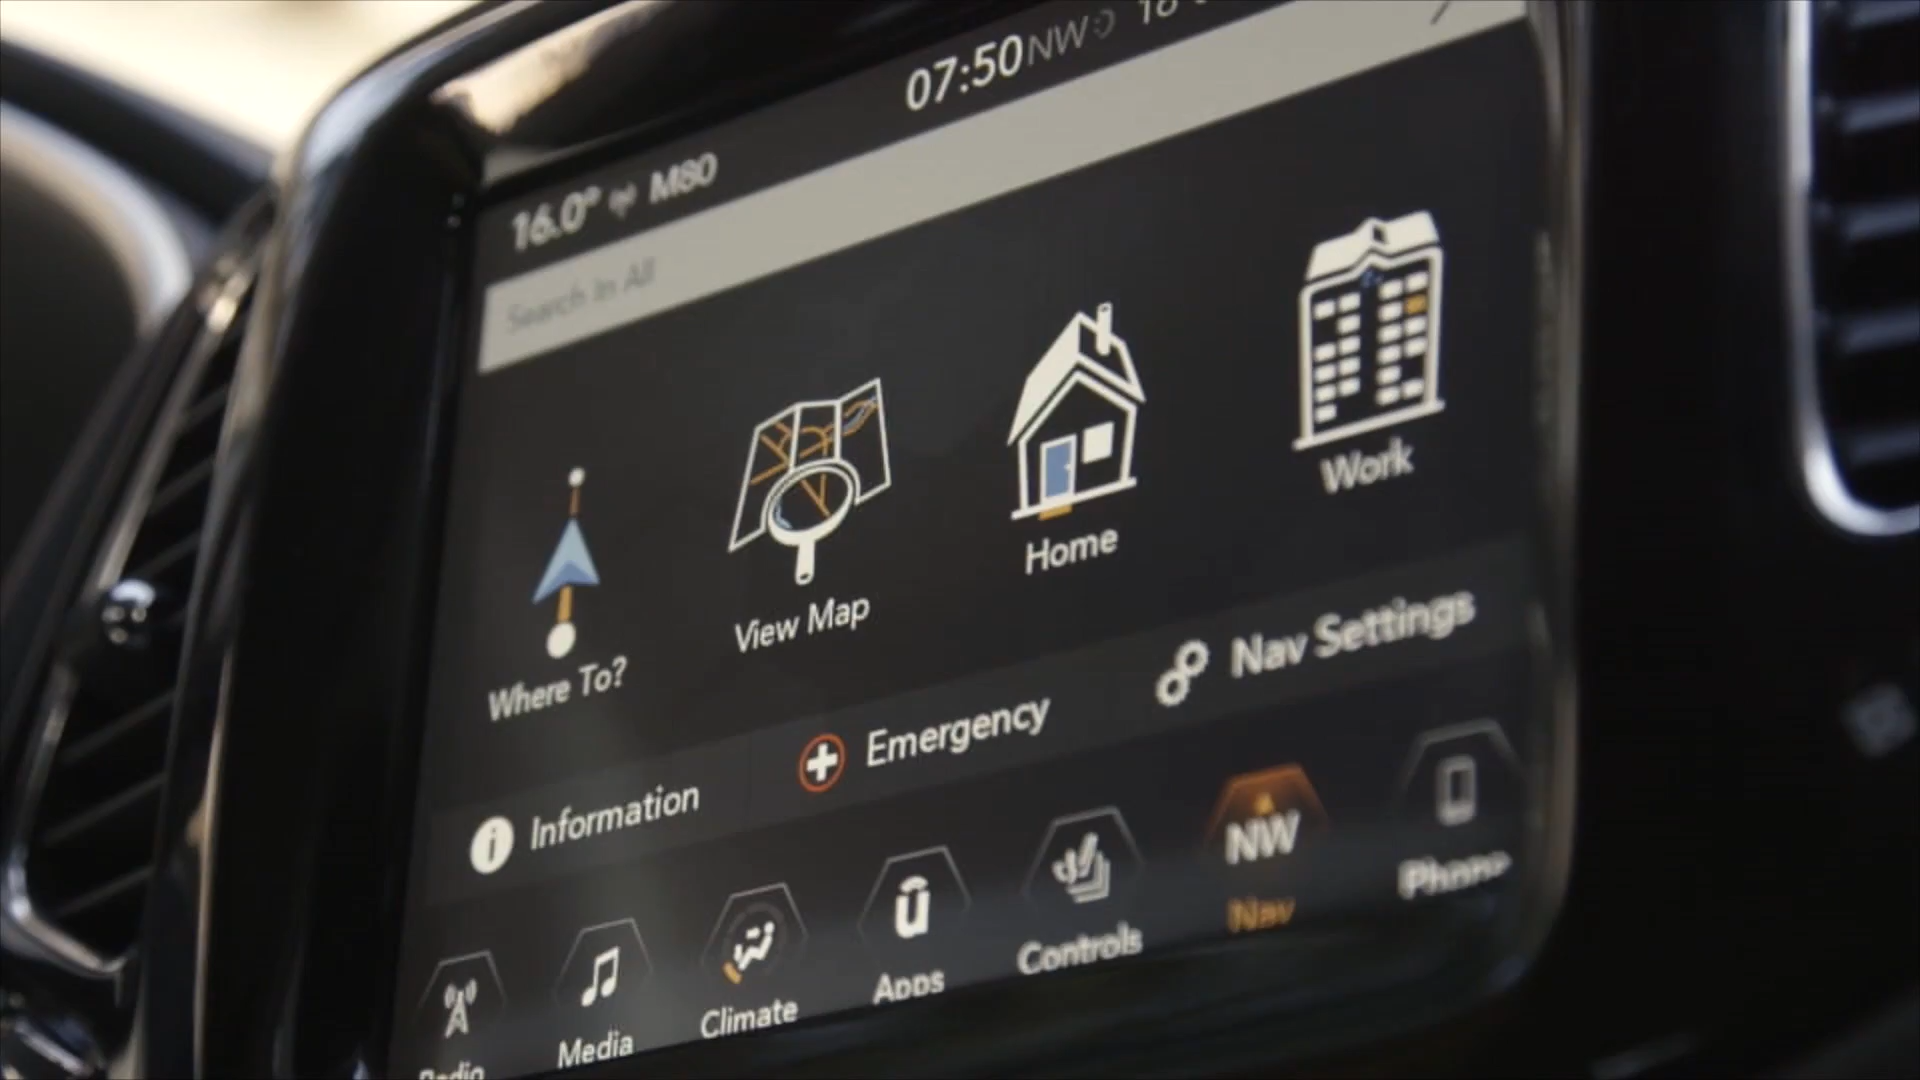 16.0° M80 07:50 NW
Search In All
Where To? View Map Home Work
Information Emergency Nav Settings
NW
Radio Media Climate Apps Controls Nav Phone